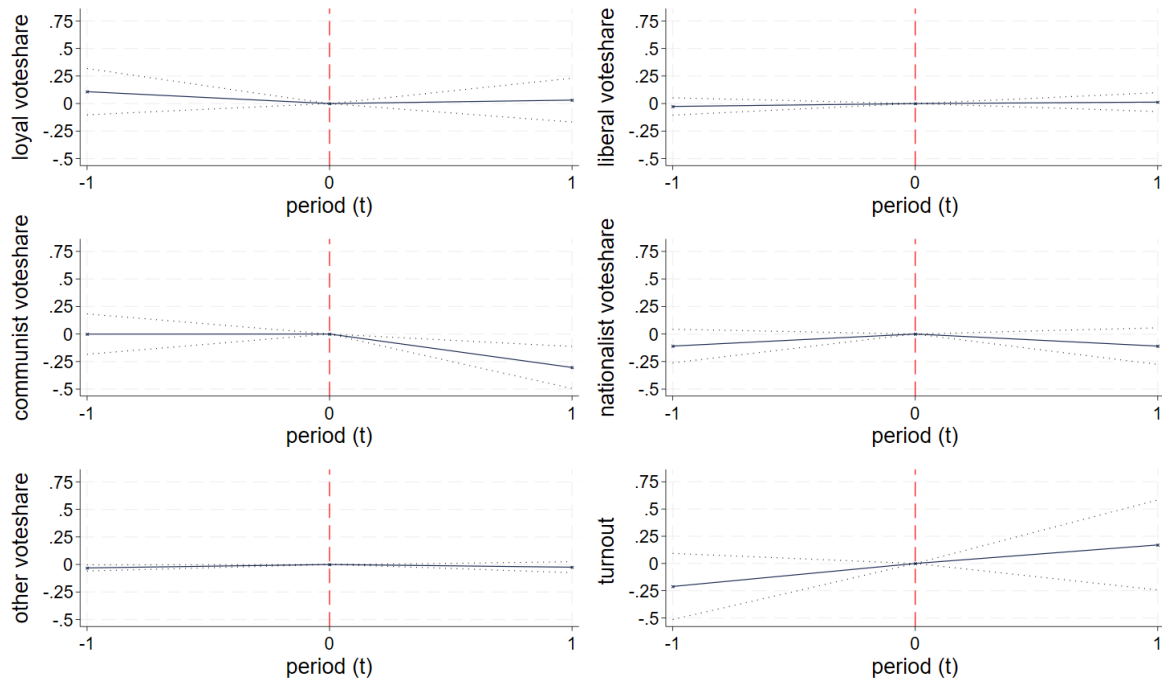 loyal voteshare
.75
.5
.25
0
-.25
-.5
-1 0 1
period (t)
liberal voteshare
.75
.5
.25
0
-.25
-.5
-1 0 1
period (t)
communist voteshare
.75
.5
.25
0
-.25
-.5
-1 0 1
period (t)
nationalist voteshare
.75
.5
.25
0
-.25
-.5
-1 0 1
period (t)
other voteshare
.75
.5
.25
0
-.25
-.5
-1 0 1
period (t)
turnout
.75
.5
.25
0
-.25
-.5
-1 0 1
period (t)